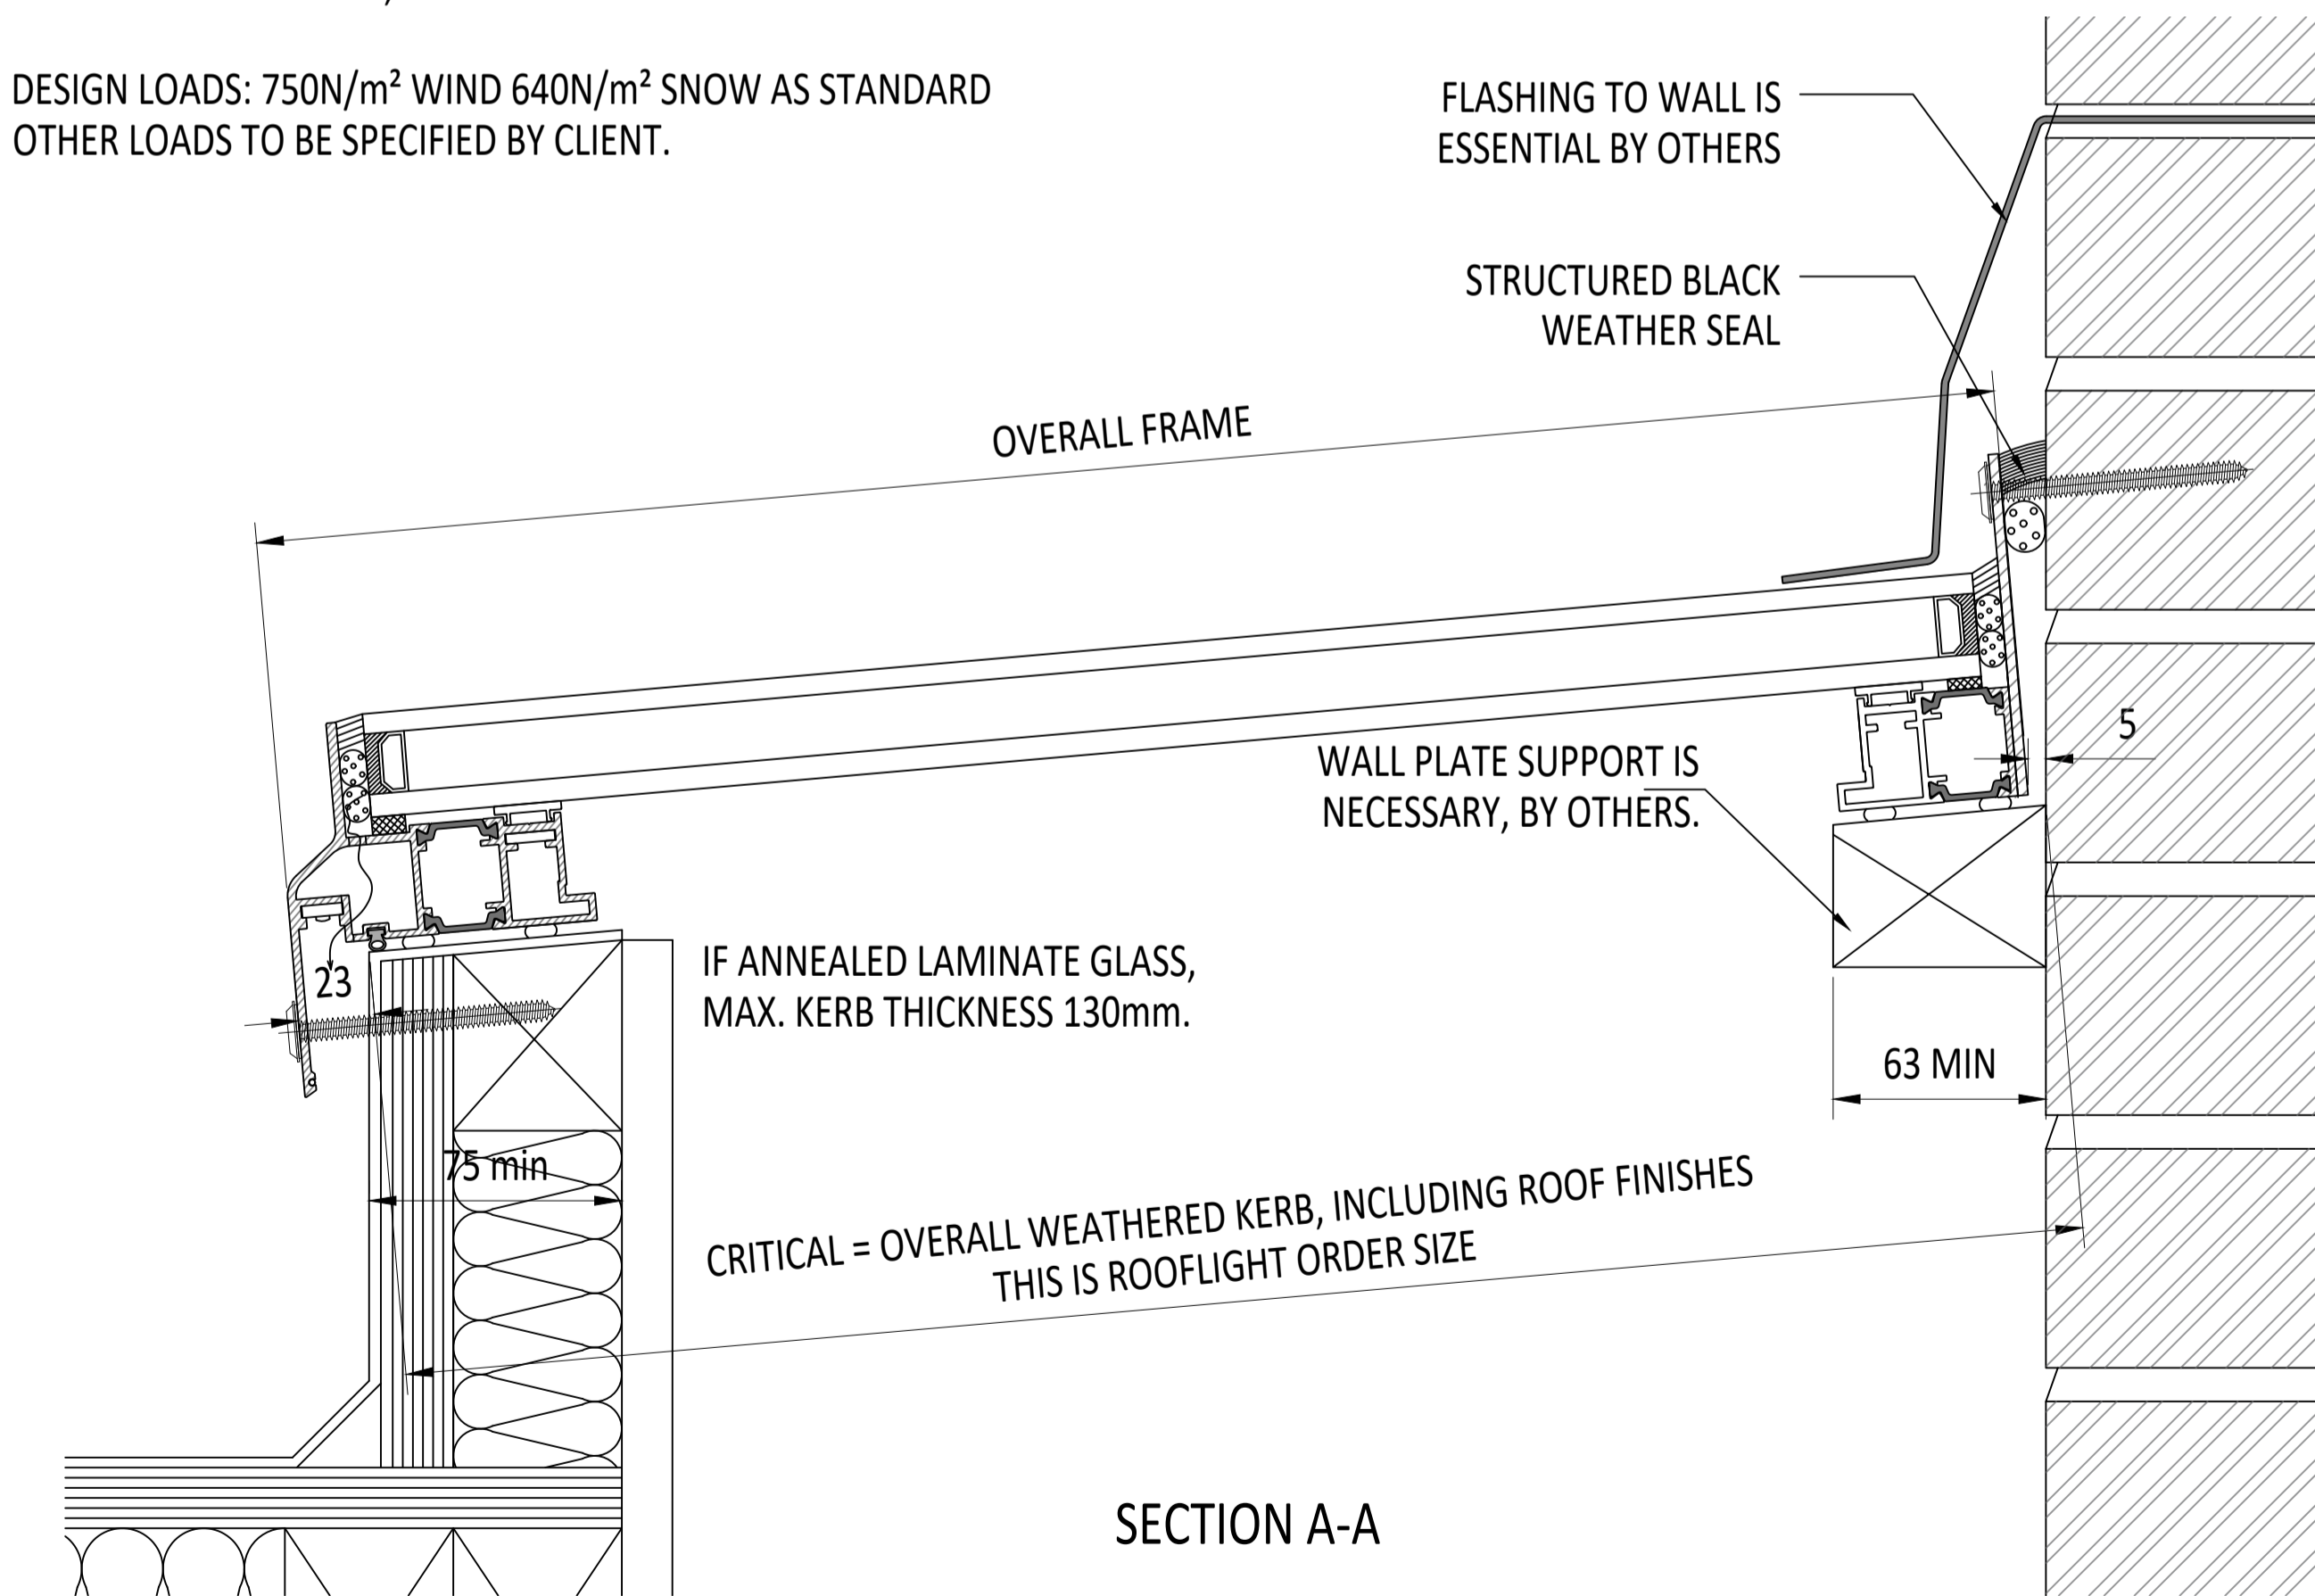 DESIGN LOADS: 750N/m² WIND 640N/m² SNOW AS STANDARD
OTHER LOADS TO BE SPECIFIED BY CLIENT.
FLASHING TO WALL IS
ESSENTIAL BY OTHERS
STRUCTURED BLACK
WEATHER SEAL
OVERALL FRAME
WALL PLATE SUPPORT IS
NECESSARY, BY OTHERS.
5
23
IF ANNEALED LAMINATE GLASS,
MAX. KERB THICKNESS 130mm.
63 MIN
75 min
CRITICAL = OVERALL WEATHERED KERB, INCLUDING ROOF FINISHES
THIS IS ROOFLIGHT ORDER SIZE
SECTION A-A